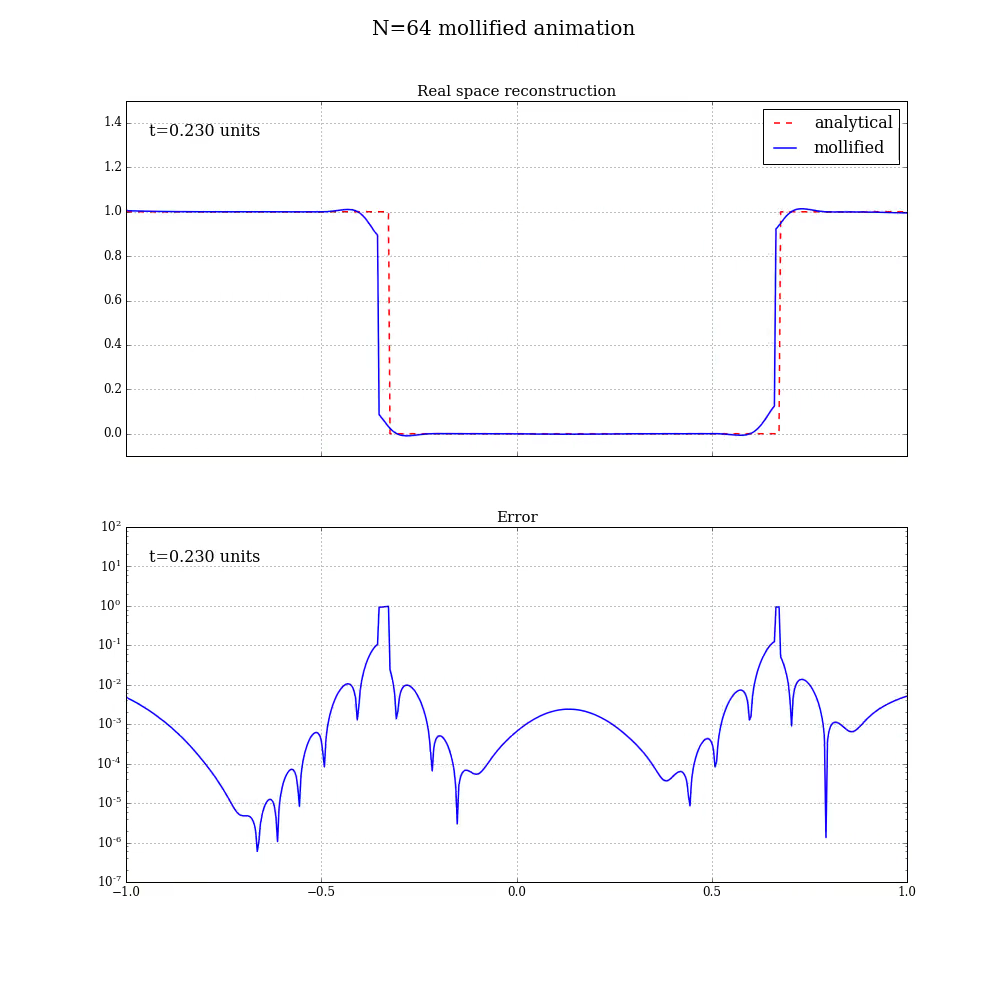 N=64 mollified animation
Real space reconstruction
t=0.230 units
analytical
mollified
1.4
1.2
1.0
0.8
0.6
0.4
0.2
0.0
Error
t=0.230 units
10²
10¹
10⁰
10⁻¹
10⁻²
10⁻³
10⁻⁴
10⁻⁵
10⁻⁶
10⁻⁷
−1.0 −0.5 0.0 0.5 1.0